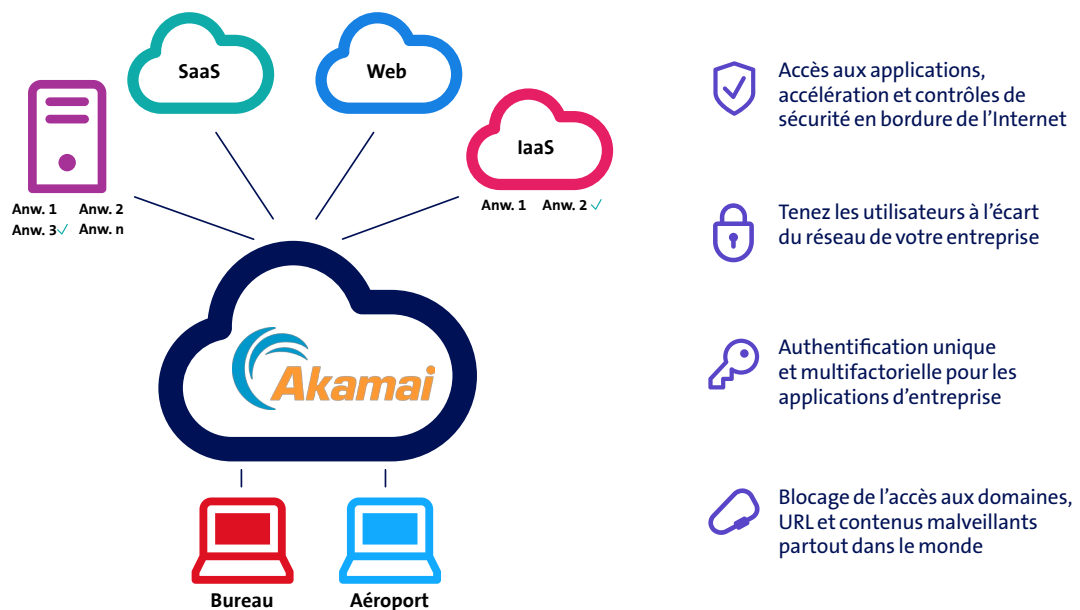 SaaS
Web
IaaS
Anw. 1 Anw. 2
Anw. 3✓ Anw. n
Anw. 1 Anw. 2 ✓
Akamai
Bureau
Aéroport
Accès aux applications,
accélération et contrôles de
sécurité en bordure de l’Internet
Tenez les utilisateurs à l’écart
du réseau de votre entreprise
Authentification unique
et multifactorielle pour les
applications d’entreprise
Blocage de l’accès aux domaines,
URL et contenus malveillants
partout dans le monde